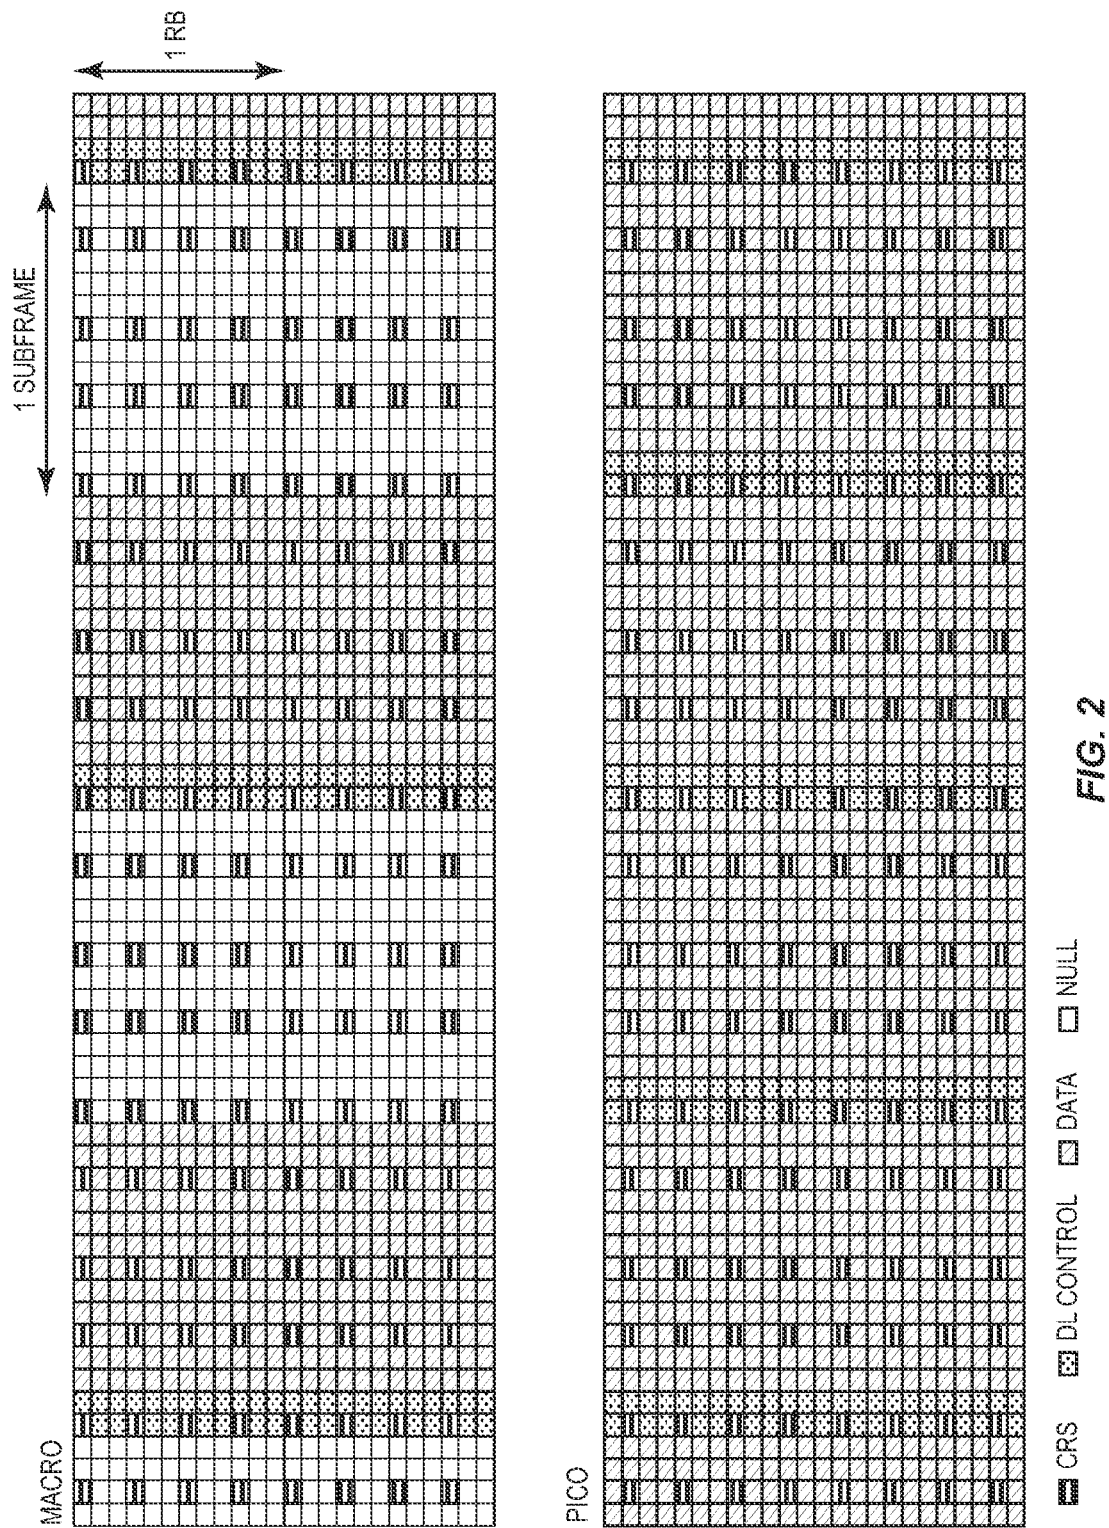 MACRO
1 SUBFRAME
1 RB
PICO
CRS
DL CONTROL
DATA
NULL
FIG. 2